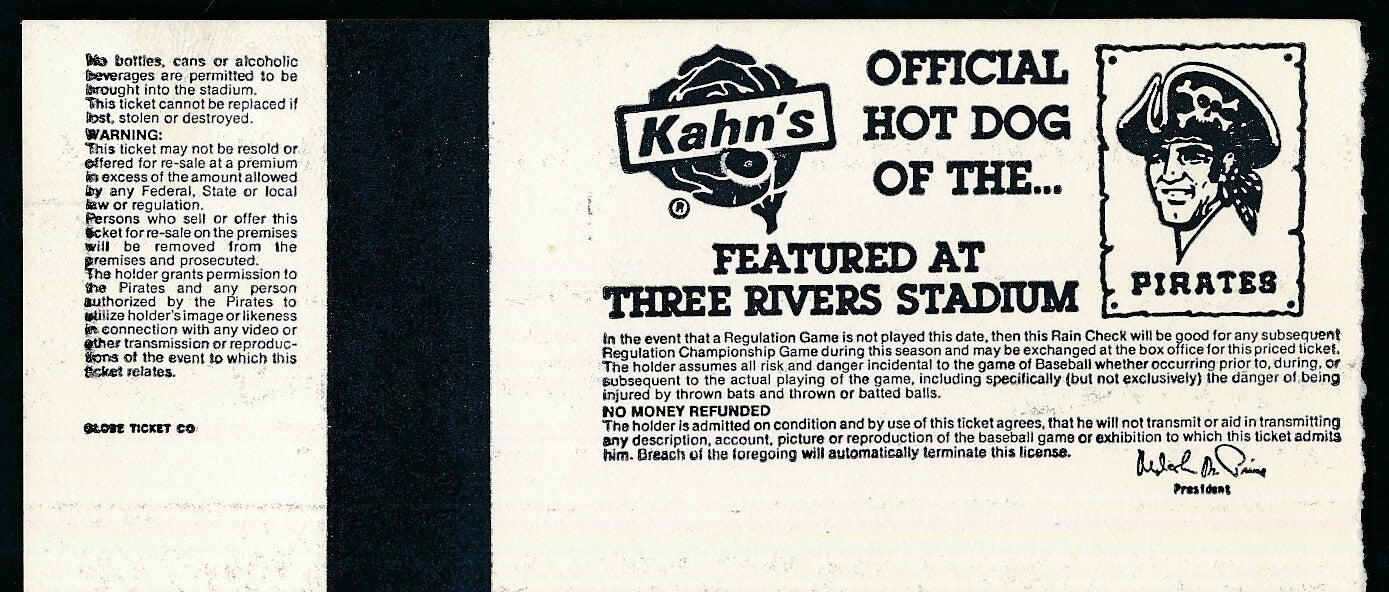 No bottles, cans or alcoholic
beverages are permitted to be
brought into the stadium.
This ticket cannot be replaced if
lost, stolen or destroyed.
WARNING:
This ticket may not be resold or
offered for re-sale at a premium
in excess of the amount allowed
by any Federal, State or local
law or regulation.
Persons who sell or offer this
ticket for re-sale on the premises
will be removed from the
premises and prosecuted.
The holder grants permission to
the Pirates and any person
authorized by the Pirates to
utilize holder's image or likeness
in connection with any video or
other transmission or reproduc-
tions of the event to which this
ticket relates.
GLOBE TICKET CO
Kahn's
®
OFFICIAL
HOT DOG
OF THE...
FEATURED AT
THREE RIVERS STADIUM
PIRATES
In the event that a Regulation Game is not played this date, then this Rain Check will be good for any subsequent
Regulation Championship Game during this season and may be exchanged at the box office for this priced ticket.
The holder assumes all risk and danger incidental to the game of Baseball whether occurring prior to, during, or
subsequent to the actual playing of the game, including specifically (but not exclusively) the danger of being
injured by thrown bats and thrown or batted balls.
NO MONEY REFUNDED
The holder is admitted on condition and by use of this ticket agrees, that he will not transmit or aid in transmitting
any description, account, picture or reproduction of the baseball game or exhibition to which this ticket admits
him. Breach of the foregoing will automatically terminate this license.
President